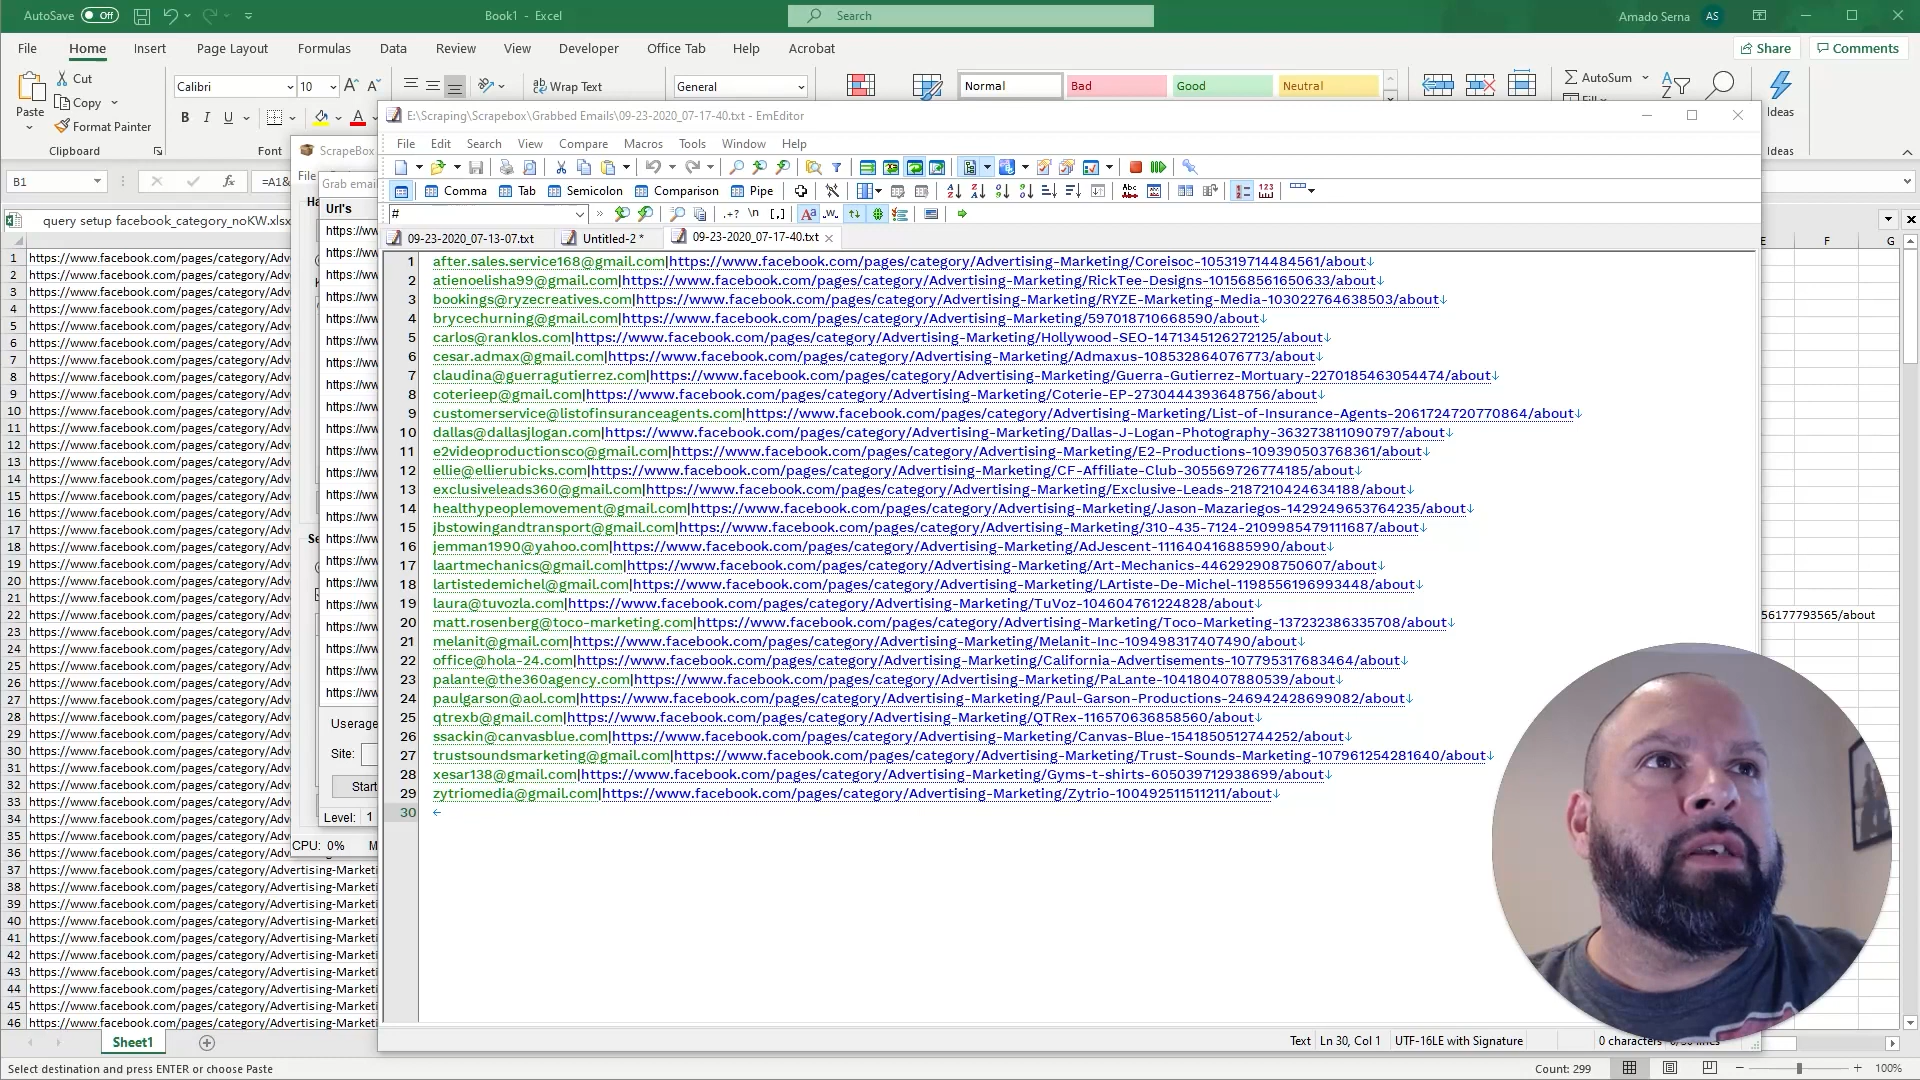 AutoSave Off Book1 - Excel Search Amado Serna AS
File Home Insert Page Layout Formulas Data Review View Developer Office Tab Help Acrobat Share Comments
Paste Cut Copy Format Painter Clipboard
Calibri 10 Font
Wrap Text General Normal Bad Good Neutral AutoSum Ideas
Ideas
B1 =A1&
query setup facebook_category_noKW.xlsx
ScrapeBox
File
Grab email
Url's
E:\Scraping\Scrapebox\Grabbed Emails\09-23-2020_07-17-40.txt - EmEditor
File Edit Search View Compare Macros Tools Window Help
Comma Tab Semicolon Comparison Pipe
#
09-23-2020_07-13-07.txt Untitled-2 * 09-23-2020_07-17-40.txt
1 after.sales.service168@gmail.com|https://www.facebook.com/pages/category/Advertising-Marketing/Coreisoc-105319714484561/about
2 atienoelisha99@gmail.com|https://www.facebook.com/pages/category/Advertising-Marketing/RickTee-Designs-101568561650633/about
3 bookings@ryzecreatives.com|https://www.facebook.com/pages/category/Advertising-Marketing/RYZE-Marketing-Media-103022764638503/about
4 brycechurning@gmail.com|https://www.facebook.com/pages/category/Advertising-Marketing/597018710668590/about
5 carlos@ranklos.com|https://www.facebook.com/pages/category/Advertising-Marketing/Hollywood-SEO-1471345126272125/about
6 cesar.admax@gmail.com|https://www.facebook.com/pages/category/Advertising-Marketing/Admaxus-108532864076773/about
7 claudina@guerragutierrez.com|https://www.facebook.com/pages/category/Advertising-Marketing/Guerra-Gutierrez-Mortuary-2270185463054474/about
8 coterieep@gmail.com|https://www.facebook.com/pages/category/Advertising-Marketing/Coterie-EP-2730444393648756/about
9 customerservice@listofinsuranceagents.com|https://www.facebook.com/pages/category/Advertising-Marketing/List-of-Insurance-Agents-2061724720770864/about
10 dallas@dallasjlogan.com|https://www.facebook.com/pages/category/Advertising-Marketing/Dallas-J-Logan-Photography-363273811090797/about
11 e2videoproductionsco@gmail.com|https://www.facebook.com/pages/category/Advertising-Marketing/E2-Productions-109390503768361/about
12 ellie@ellierubicks.com|https://www.facebook.com/pages/category/Advertising-Marketing/CF-Affiliate-Club-305569726774185/about
13 exclusiveleads360@gmail.com|https://www.facebook.com/pages/category/Advertising-Marketing/Exclusive-Leads-2187210424634188/about
14 healthypeoplemovement@gmail.com|https://www.facebook.com/pages/category/Advertising-Marketing/Jason-Mazariegos-1429249653764235/about
15 jbstowingandtransport@gmail.com|https://www.facebook.com/pages/category/Advertising-Marketing/310-435-7124-2109985479111687/about
16 jemman1990@yahoo.com|https://www.facebook.com/pages/category/Advertising-Marketing/AdJescent-111640416885990/about
17 laartmechanics@gmail.com|https://www.facebook.com/pages/category/Advertising-Marketing/Art-Mechanics-446292908750607/about
18 lartistedemichel@gmail.com|https://www.facebook.com/pages/category/Advertising-Marketing/LArtiste-De-Michel-1198556196993448/about
19 laura@tuvozla.com|https://www.facebook.com/pages/category/Advertising-Marketing/TuVoz-104604761224828/about
20 matt.rosenberg@toco-marketing.com|https://www.facebook.com/pages/category/Advertising-Marketing/Toco-Marketing-137232386335708/about
21 melanit@gmail.com|https://www.facebook.com/pages/category/Advertising-Marketing/Melanit-Inc-109498317407490/about
22 office@hola-24.com|https://www.facebook.com/pages/category/Advertising-Marketing/California-Advertisements-107795317683464/about
23 palante@the360agency.com|https://www.facebook.com/pages/category/Advertising-Marketing/PaLante-104180407880539/about
24 paulgarson@aol.com|https://www.facebook.com/pages/category/Advertising-Marketing/Paul-Garson-Productions-246942428699082/about
25 qtrexb@gmail.com|https://www.facebook.com/pages/category/Advertising-Marketing/QTRex-116570636858560/about
26 ssackin@canvasblue.com|https://www.facebook.com/pages/category/Advertising-Marketing/Canvas-Blue-1541850512744252/about
27 trustsoundsmarketing@gmail.com|https://www.facebook.com/pages/category/Advertising-Marketing/Trust-Sounds-Marketing-107961254281640/about
28 xesar138@gmail.com|https://www.facebook.com/pages/category/Advertising-Marketing/Gyms-t-shirts-605039712938699/about
29 zytriomedia@gmail.com|https://www.facebook.com/pages/category/Advertising-Marketing/Zytrio-100492511511211/about
30
E F G
56177793565/about
Site:
Start
Level: 1
CPU: 0%
Text Ln 30, Col 1 UTF-16LE with Signature
Sheet1
Select destination and press ENTER or choose Paste Count: 299 100%